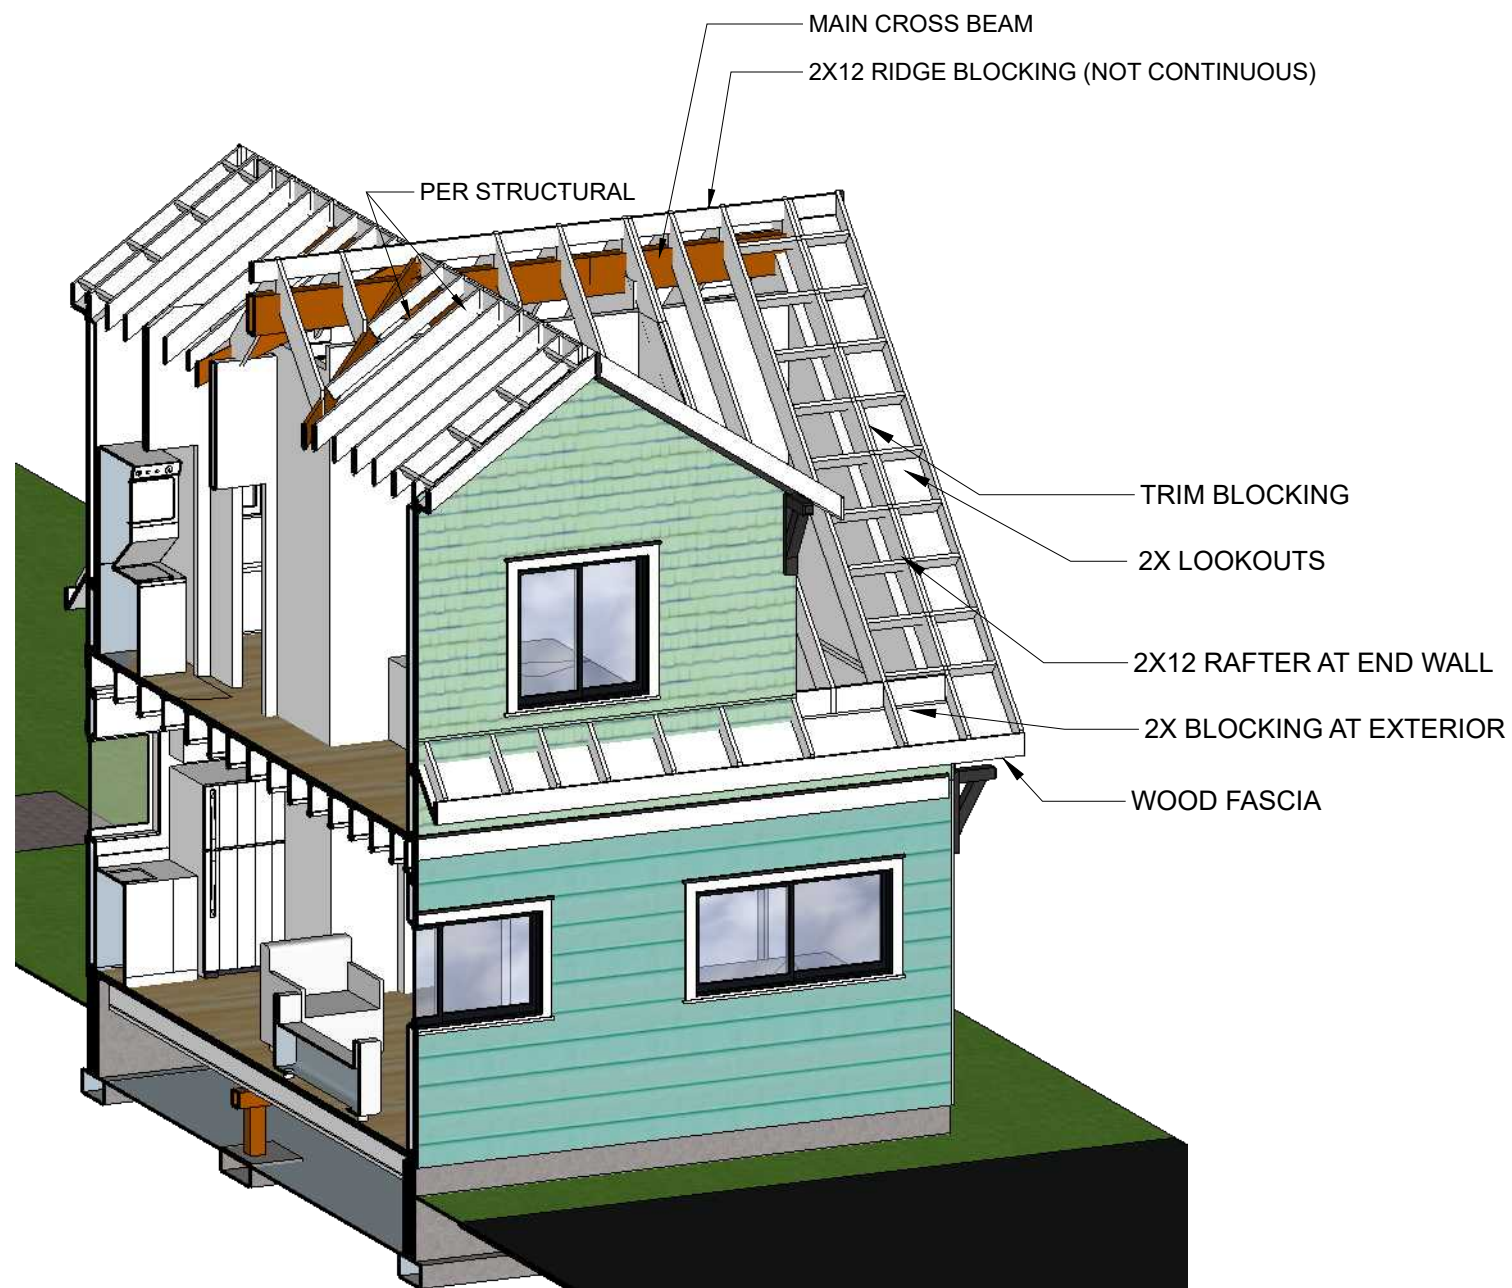 MAIN CROSS BEAM
2X12 RIDGE BLOCKING (NOT CONTINUOUS)
PER STRUCTURAL
TRIM BLOCKING
2X LOOKOUTS
2X12 RAFTER AT END WALL
2X BLOCKING AT EXTERIOR
WOOD FASCIA